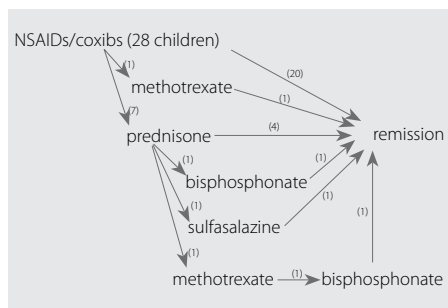 NSAIDs/coxibs (28 children)
(1)
(20)
methotrexate
(1)
(7)
prednisone
(4)
remission
(1)
(1)
bisphosphonate
(1)
(1)
sulfasalazine
(1)
(1)
methotrexate
(1)
bisphosphonate